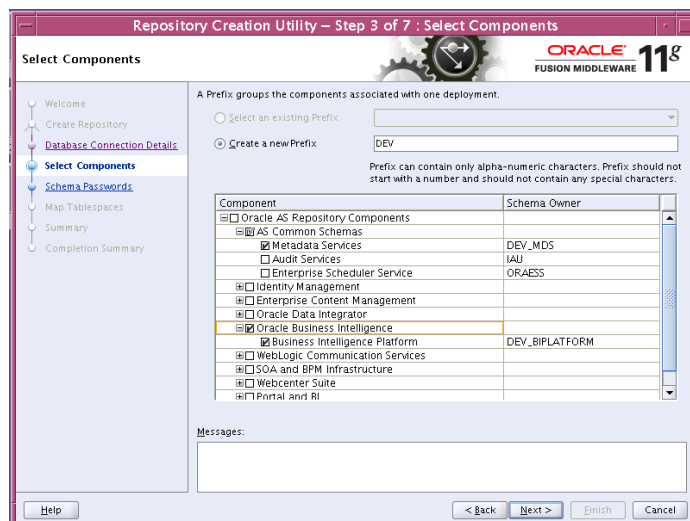 Repository Creation Utility – Step 3 of 7 : Select Components
Select Components
ORACLE
FUSION MIDDLEWARE 11g
Welcome
Create Repository
Database Connection Details
Select Components
Schema Passwords
Map Tablespaces
Summary
Completion Summary
A Prefix groups the components associated with one deployment.
Select an existing Prefix
Create a new Prefix DEV
Prefix can contain only alpha-numeric characters. Prefix should not
start with a number and should not contain any special characters.
Component Schema Owner
Oracle AS Repository Components
AS Common Schemas
Metadata Services DEV_MDS
Audit Services IAU
Enterprise Scheduler Service ORAESS
Identity Management
Enterprise Content Management
Oracle Data Integrator
Oracle Business Intelligence
Business Intelligence Platform DEV_BIPLATFORM
WebLogic Communication Services
SOA and BPM Infrastructure
Webcenter Suite
Portal and BI
Messages:
Help < Back Next > Finish Cancel